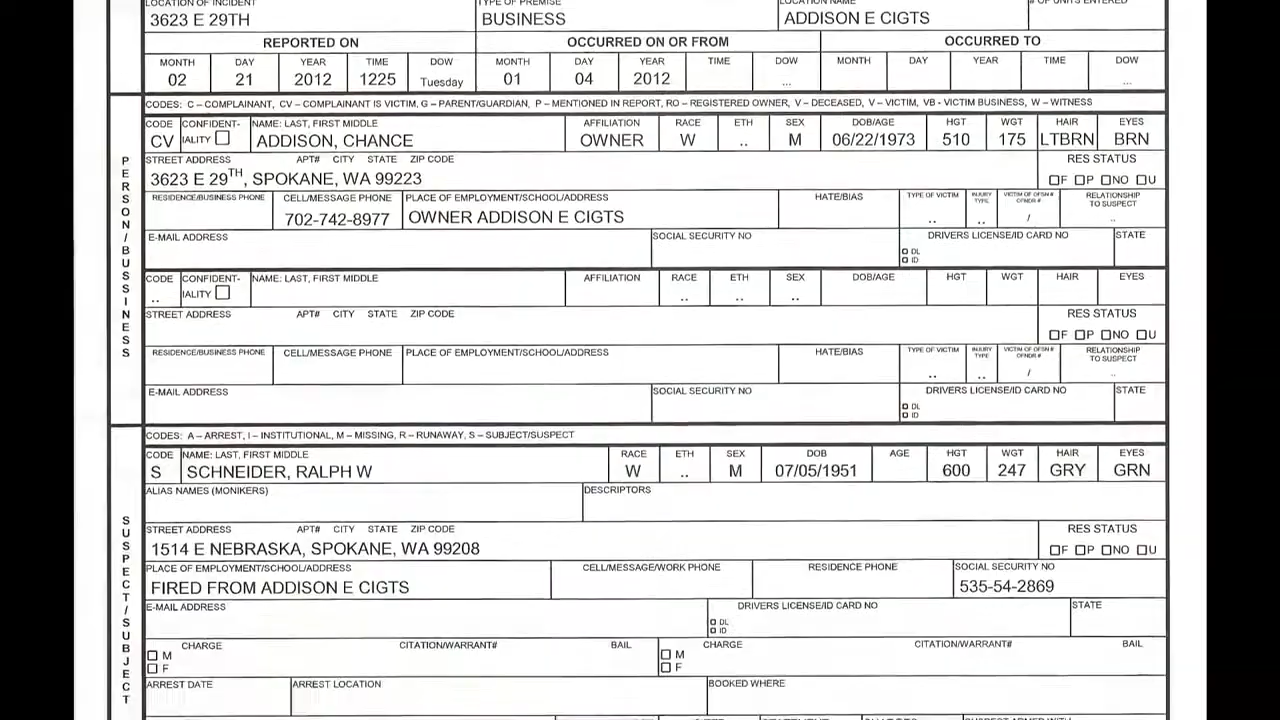 LOCATION OF INCIDENT TYPE OF PREMISE LOCATION NAME # OF UNITS ENTERED
3623 E 29TH BUSINESS ADDISON E CIGTS
REPORTED ON OCCURRED ON OR FROM OCCURRED TO
MONTH DAY YEAR TIME DOW MONTH DAY YEAR TIME DOW MONTH DAY YEAR TIME DOW
02 21 2012 1225 Tuesday 01 04 2012 ... ...
PERSON/BUSSINESS
CODES: C – COMPLAINANT, CV – COMPLAINANT IS VICTIM, G – PARENT/GUARDIAN, P – MENTIONED IN REPORT, RO – REGISTERED OWNER, V – DECEASED, V – VICTIM, VB - VICTIM BUSINESS, W – WITNESS
CODE CONFIDENT- NAME: LAST, FIRST MIDDLE AFFILIATION RACE ETH SEX DOB/AGE HGT WGT HAIR EYES
CV IALITY ADDISON, CHANCE OWNER W .. M 06/22/1973 510 175 LTBRN BRN
STREET ADDRESS APT# CITY STATE ZIP CODE RES STATUS
3623 E 29TH, SPOKANE, WA 99223 F P NO U
RESIDENCE/BUSINESS PHONE CELL/MESSAGE PHONE PLACE OF EMPLOYMENT/SCHOOL/ADDRESS HATE/BIAS TYPE OF VICTIM INJURY TYPE VICTIM OF OFSN # OFNDR # RELATIONSHIP TO SUSPECT
702-742-8977 OWNER ADDISON E CIGTS .. .. / ..
E-MAIL ADDRESS SOCIAL SECURITY NO DRIVERS LICENSE/ID CARD NO STATE
DL
ID
CODE CONFIDENT- NAME: LAST, FIRST MIDDLE AFFILIATION RACE ETH SEX DOB/AGE HGT WGT HAIR EYES
.. IALITY .. .. ..
STREET ADDRESS APT# CITY STATE ZIP CODE RES STATUS
F P NO U
RESIDENCE/BUSINESS PHONE CELL/MESSAGE PHONE PLACE OF EMPLOYMENT/SCHOOL/ADDRESS HATE/BIAS TYPE OF VICTIM INJURY TYPE VICTIM OF OFSN # OFNDR # RELATIONSHIP TO SUSPECT
.. .. / ..
E-MAIL ADDRESS SOCIAL SECURITY NO DRIVERS LICENSE/ID CARD NO STATE
DL
ID
SUSPECT/SUBJECT
CODES: A – ARREST, I – INSTITUTIONAL, M – MISSING, R – RUNAWAY, S – SUBJECT/SUSPECT
CODE NAME: LAST, FIRST MIDDLE RACE ETH SEX DOB AGE HGT WGT HAIR EYES
S SCHNEIDER, RALPH W W .. M 07/05/1951 600 247 GRY GRN
ALIAS NAMES (MONIKERS) DESCRIPTORS
STREET ADDRESS APT# CITY STATE ZIP CODE RES STATUS
1514 E NEBRASKA, SPOKANE, WA 99208 F P NO U
PLACE OF EMPLOYMENT/SCHOOL/ADDRESS CELL/MESSAGE/WORK PHONE RESIDENCE PHONE SOCIAL SECURITY NO
FIRED FROM ADDISON E CIGTS 535-54-2869
E-MAIL ADDRESS DRIVERS LICENSE/ID CARD NO STATE
DL
ID
CHARGE CITATION/WARRANT# BAIL CHARGE CITATION/WARRANT# BAIL
M M
F F
ARREST DATE ARREST LOCATION BOOKED WHERE